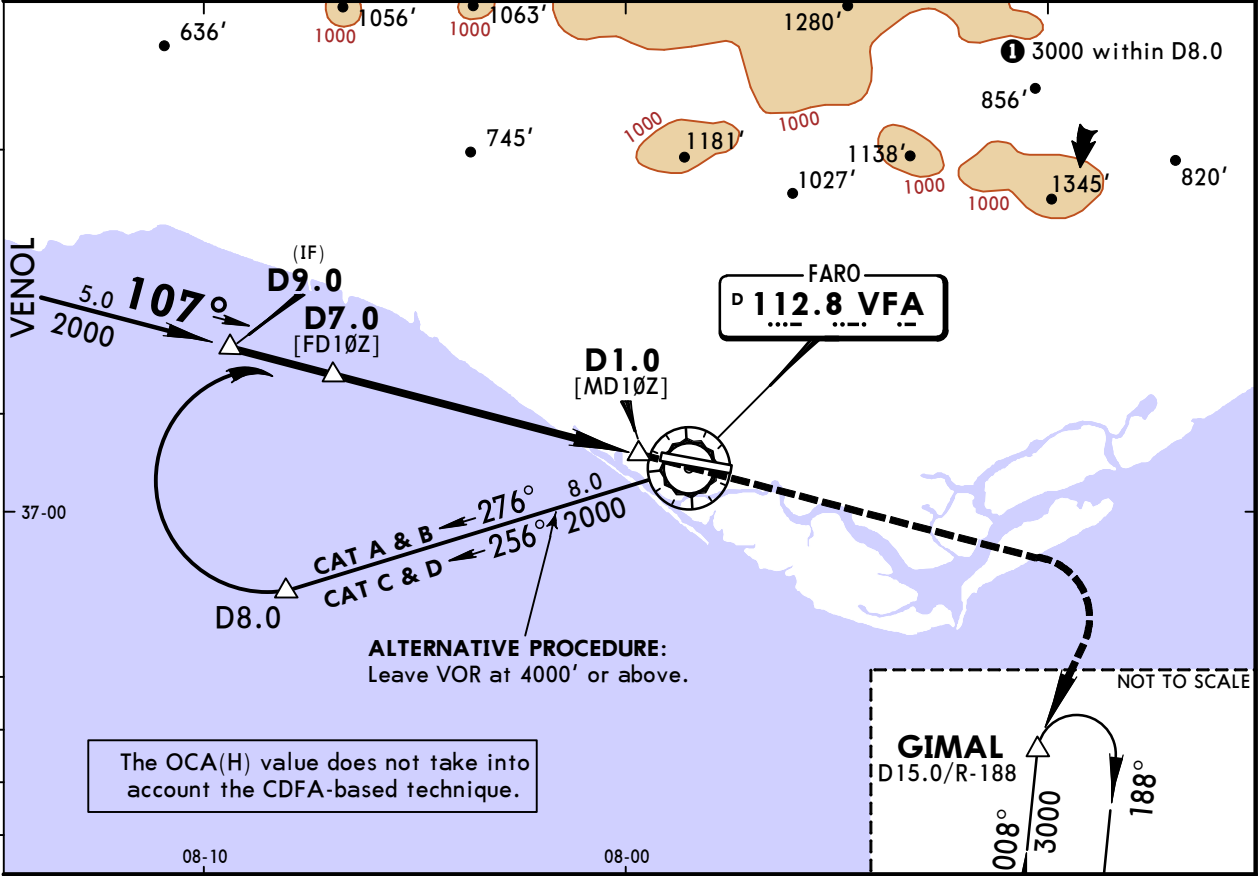 636'
1056'
1000
1063'
1000
1280'
1000
❶ 3000 within D8.0
856'
745'
1000
1181'
1138'
1000
1027'
1345'
1000
820'
VENOL
5.0
107°
2000
(IF)
D9.0
D7.0
[FD10Z]
FARO
D 112.8 VFA
D1.0
[MD10Z]
37-00
CAT A & B 276° 8.0
CAT C & D 256° 2000
D8.0
ALTERNATIVE PROCEDURE:
Leave VOR at 4000' or above.
NOT TO SCALE
GIMAL
D15.0/R-188
008°
3000
188°
The OCA(H) value does not take into
account the CDFA-based technique.
08-10
08-00